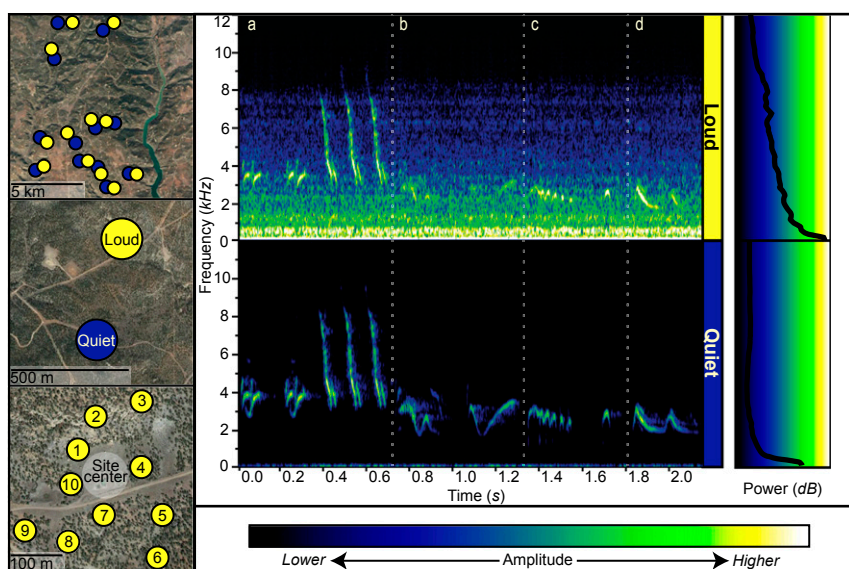 5 km
Loud
Quiet
500 m
3
2
1
Site
center
4
10
7
5
9
8
6
100 m
a
b
c
d
12
10
8
6
4
2
0
Loud
Frequency (kHz)
12
10
8
6
4
2
0
Quiet
0.0 0.2 0.4 0.6 0.8 1.0 1.2 1.4 1.6 1.8 2.0
Time (s)
Power (dB)
Lower Amplitude Higher